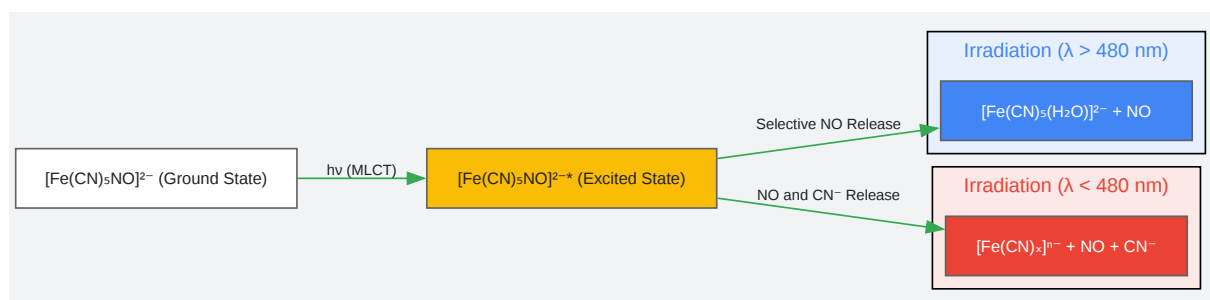 Irradiation (λ > 480 nm)
[Fe(CN)₅(H₂O)]²⁻ + NO
Selective NO Release
[Fe(CN)₅NO]²⁻ (Ground State)
hν (MLCT)
[Fe(CN)₅NO]²⁻* (Excited State)
NO and CN⁻ Release
Irradiation (λ < 480 nm)
[Fe(CN)ₓ]ⁿ⁻ + NO + CN⁻